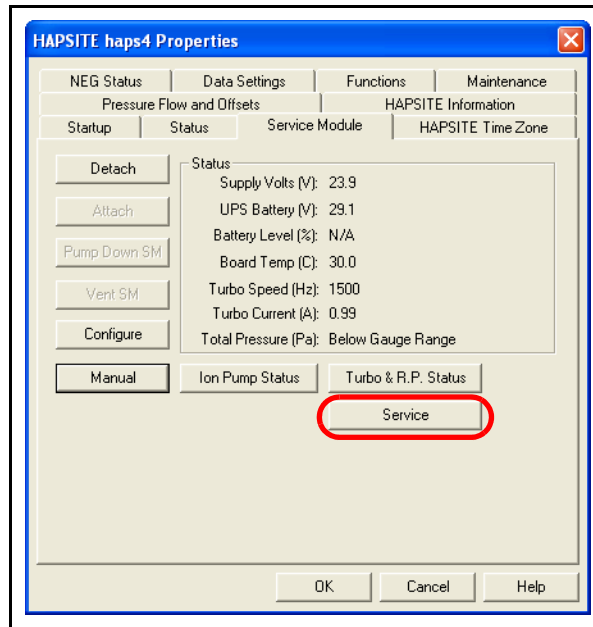 HAPSITE haps4 Properties
NEG Status Data Settings Functions Maintenance
Pressure Flow and Offsets HAPSITE Information
Startup Status Service Module HAPSITE Time Zone
Detach
Attach
Pump Down SM
Vent SM
Configure
Status
Supply Volts (V): 23.9
UPS Battery (V): 29.1
Battery Level (%): N/A
Board Temp (C): 30.0
Turbo Speed (Hz): 1500
Turbo Current (A): 0.99
Total Pressure (Pa): Below Gauge Range
Manual Ion Pump Status Turbo & R.P. Status
Service
OK Cancel Help